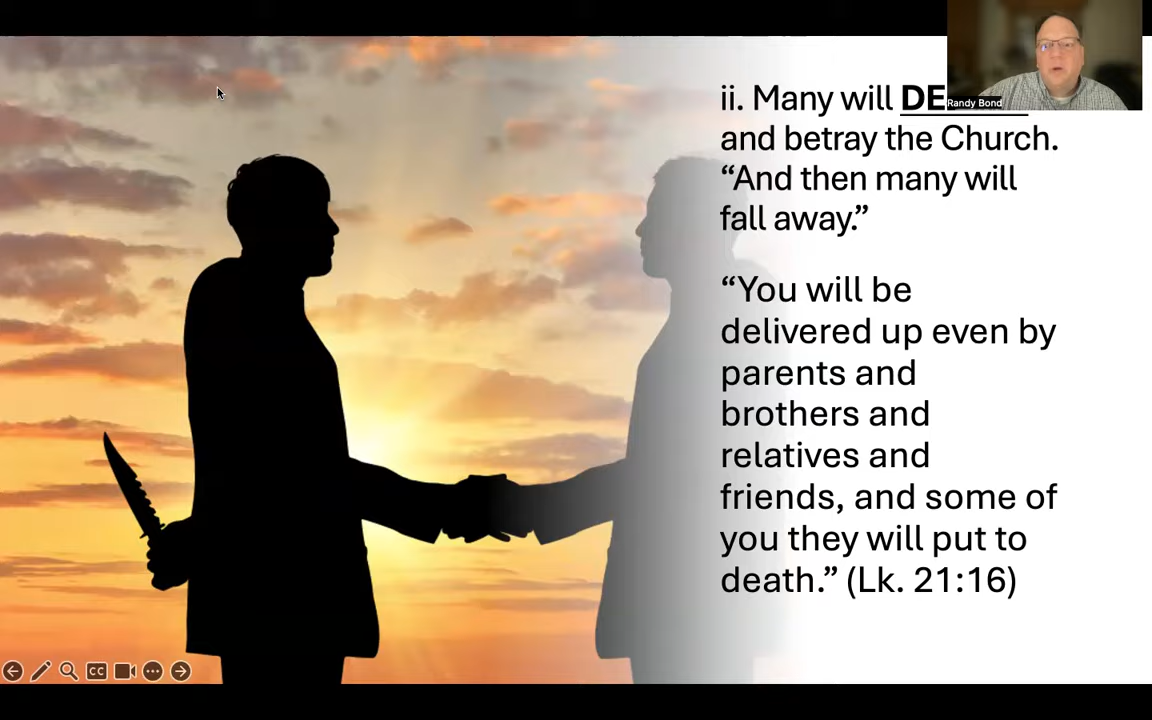 ii. Many will DE
Randy Bond
and betray the Church.
“And then many will
fall away.”
“You will be
delivered up even by
parents and
brothers and
relatives and
friends, and some of
you they will put to
death.” (Lk. 21:16)
CC